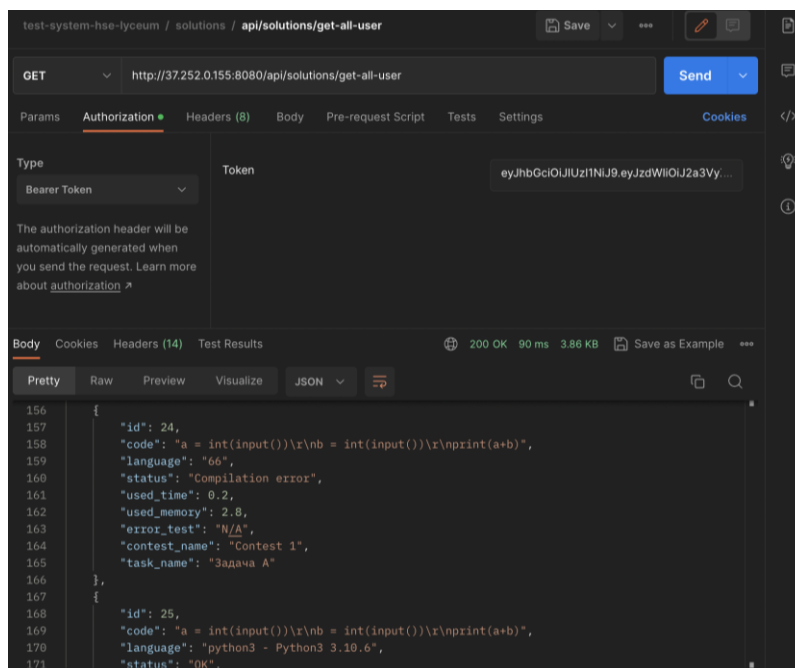 test-system-hse-lyceum / solutions / api/solutions/get-all-user
Save
GET http://37.252.0.155:8080/api/solutions/get-all-user Send
Params Authorization Headers (8) Body Pre-request Script Tests Settings Cookies
Type
Bearer Token
Token
The authorization header will be
automatically generated when
you send the request. Learn more
about authorization ↗
Body Cookies Headers (14) Test Results 200 OK 90 ms 3.86 KB Save as Example
Pretty Raw Preview Visualize JSON
156 {
157 "id": 24,
158 "code": "a = int(input())\r\nb = int(input())\r\nprint(a+b)",
159 "language": "66",
160 "status": "Compilation error",
161 "used_time": 0.2,
162 "used_memory": 2.8,
163 "error_test": "N/A",
164 "contest_name": "Contest 1",
165 "task_name": "Задача A"
166 },
167 {
168 "id": 25,
169 "code": "a = int(input())\r\nb = int(input())\r\nprint(a+b)",
170 "language": "python3 - Python3 3.10.6",
171 "status": "OK",